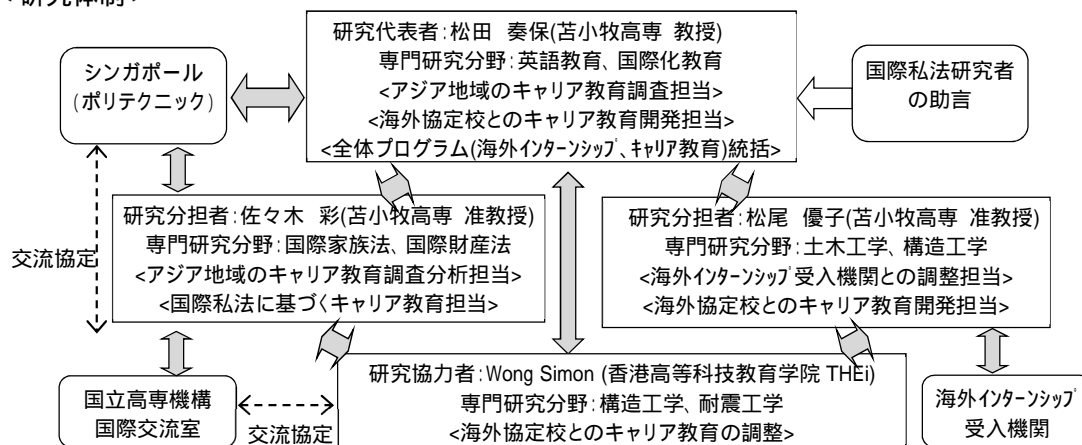 研究代表者：松田　奏保(苫小牧高専　教授)
専門研究分野：英語教育、国際化教育
<アジア地域のキャリア教育調査担当>
<海外協定校とのキャリア教育開発担当>
<全体プログラム(海外ｲﾝﾀｰﾝｼｯﾌﾟ、ｷｬﾘｱ教育)統括>
シンガポール
(ポリテクニック)
国際私法研究者
の助言
研究分担者：佐々木　彩(苫小牧高専　准教授)
専門研究分野：国際家族法、国際財産法
<アジア地域のキャリア教育調査分析担当>
<国際私法に基づくキャリア教育担当>
研究分担者：松尾　優子(苫小牧高専　准教授)
専門研究分野：土木工学、構造工学
<海外ｲﾝﾀｰﾝｼｯﾌﾟ受入機関との調整担当>
<海外協定校とのキャリア教育開発担当>
交流協定
研究協力者：Wong Simon (香港高等科技教育学院 THEi)
専門研究分野：構造工学、耐震工学
<海外協定校とのキャリア教育の調整>
国立高専機構
国際交流室
交流協定
海外ｲﾝﾀｰﾝｼｯﾌﾟ
受入機関